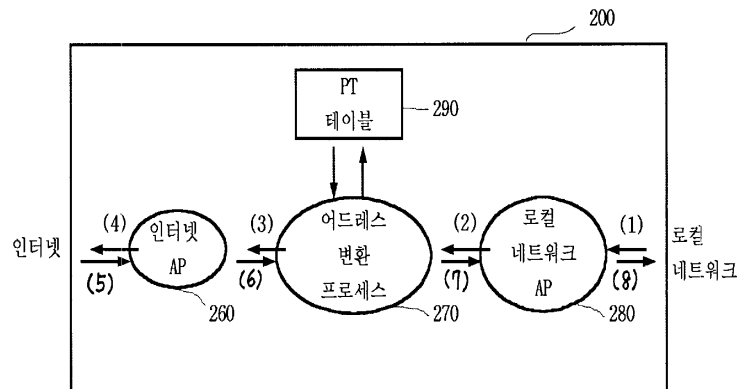 200
PT
테이블
290
인터넷
(4)
(5)
인터넷
AP
260
(3)
(6)
어드레스
변환
프로세스
270
(2)
(7)
로컬
네트워크
AP
280
(1)
(8)
로컬
네트워크